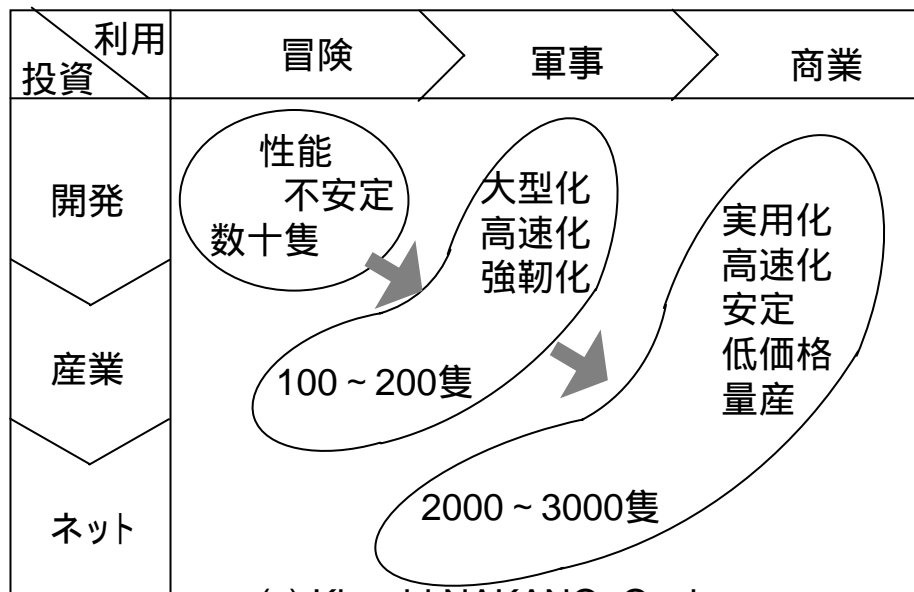 利用
投資
冒険
軍事
商業
開発
性能
不安定
数十隻
大型化
高速化
強靭化
実用化
高速化
安定
低価格
量産
産業
100～200隻
ネット
2000～3000隻